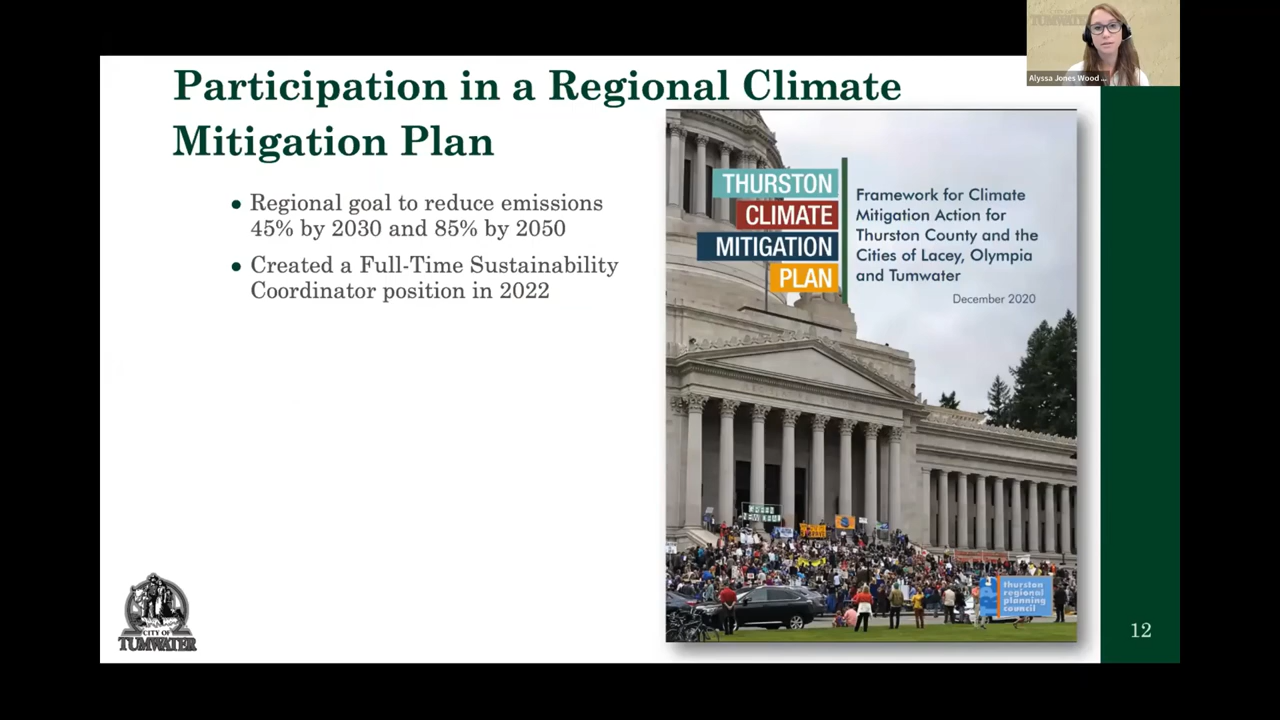 TUMWATER
Alyssa Jones Wood ...
Participation in a Regional Climate
Mitigation Plan
• Regional goal to reduce emissions
45% by 2030 and 85% by 2050
• Created a Full-Time Sustainability
Coordinator position in 2022
THURSTON
CLIMATE
MITIGATION
PLAN
Framework for Climate
Mitigation Action for
Thurston County and the
Cities of Lacey, Olympia
and Tumwater
December 2020
thurston
regional
planning
council
CITY OF
TUMWATER
12